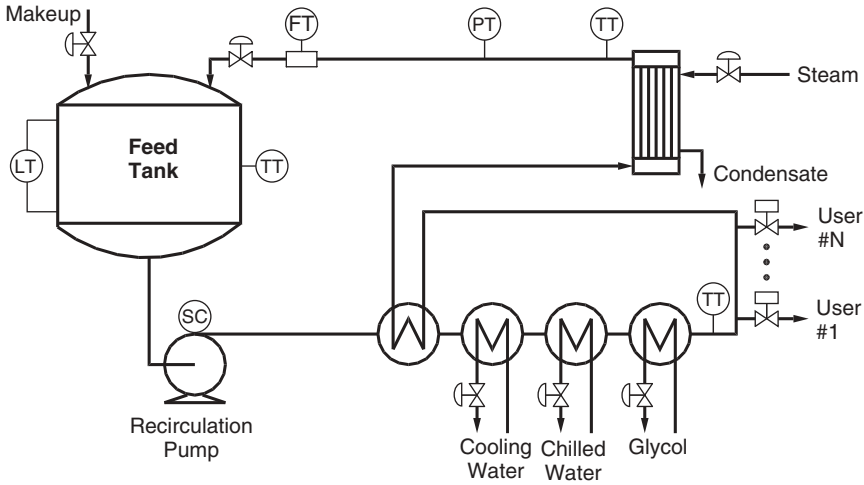 Makeup
FT
PT
TT
Steam
Feed
Tank
LT
TT
Condensate
User
#N
SC
TT
User
#1
Recirculation
Pump
Cooling
Water
Chilled
Water
Glycol